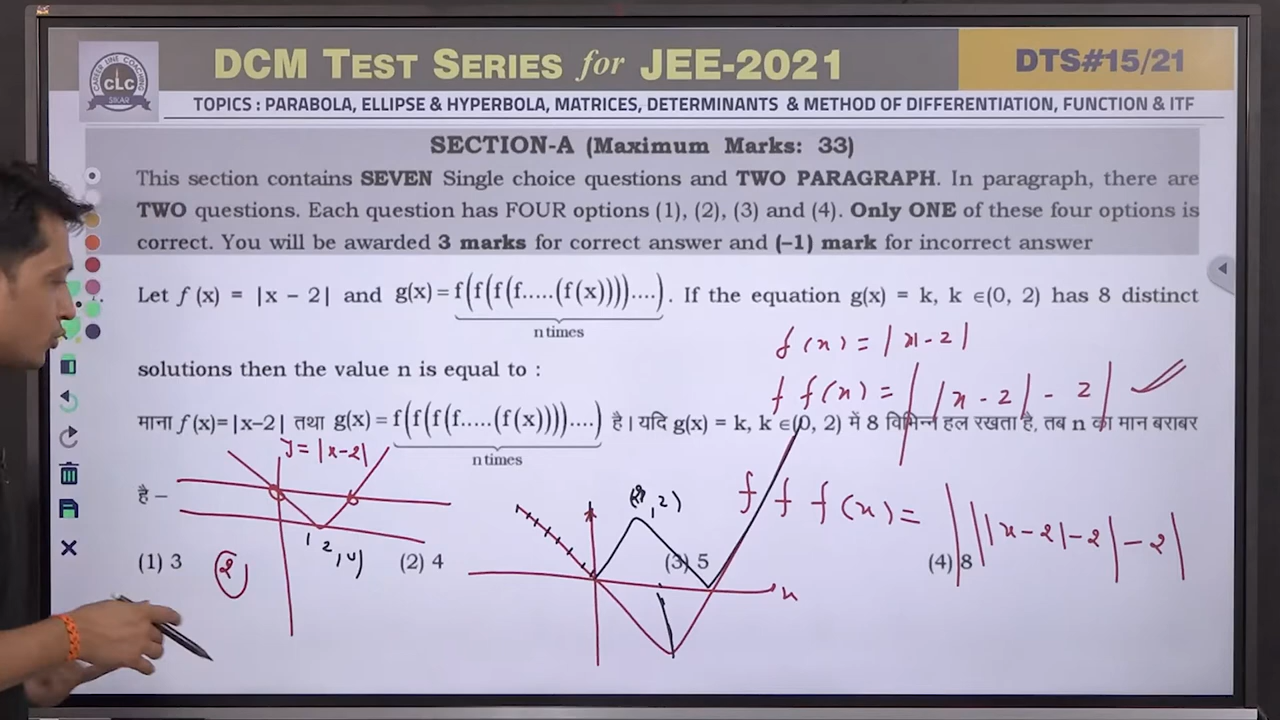 CAREER LINE COACHING
CLC
SIKAR
DCM TEST SERIES for JEE-2021
DTS#15/21
TOPICS : PARABOLA, ELLIPSE & HYPERBOLA, MATRICES, DETERMINANTS & METHOD OF DIFFERENTIATION, FUNCTION & ITF
SECTION-A (Maximum Marks: 33)
This section contains SEVEN Single choice questions and TWO PARAGRAPH. In paragraph, there are
TWO questions. Each question has FOUR options (1), (2), (3) and (4). Only ONE of these four options is
correct. You will be awarded 3 marks for correct answer and (–1) mark for incorrect answer
Let f (x) = |x – 2| and g(x) = f(f(f(f.....(f(x))))....). If the equation g(x) = k, k ∈(0, 2) has 8 distinct
n times
f(x) = |x-2|
solutions then the value n is equal to :
f f(x) = | |x-2| - 2|
माना f(x)=|x–2| तथा g(x) = f(f(f(f.....(f(x))))....) है। यदि g(x) = k, k ∈(0, 2) में 8 विभिन्न हल रखता है, तब n का मान बराबर
n times
y = |x-2|
है –
f f f(x) = |||x-2|-2|-2|
(1) 3
(2) 4
(3) 5
(4) 8
2
x